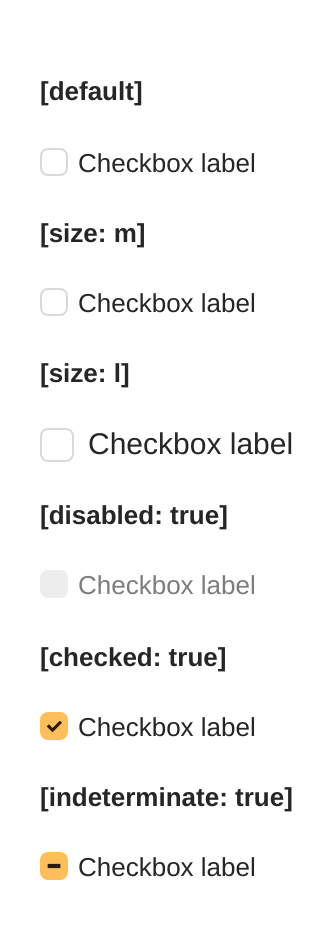 [default]
Checkbox label
[size: m]
Checkbox label
[size: l]
Checkbox label
[disabled: true]
Checkbox label
[checked: true]
Checkbox label
[indeterminate: true]
Checkbox label